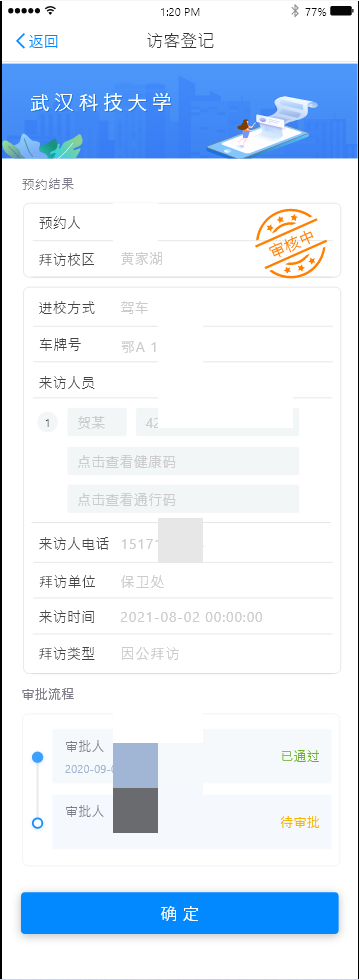 1:20 PM 77%
返回 访客登记
武汉科技大学
预约结果
预约人
审核中
拜访校区 黄家湖
进校方式 驾车
车牌号 鄂A 1
来访人员
1 贺某 42
点击查看健康码
点击查看通行码
来访人电话 15171
拜访单位 保卫处
来访时间 2021-08-02 00:00:00
拜访类型 因公拜访
审批流程
审批人
已通过
2020-09-0
审批人
待审批
确 定